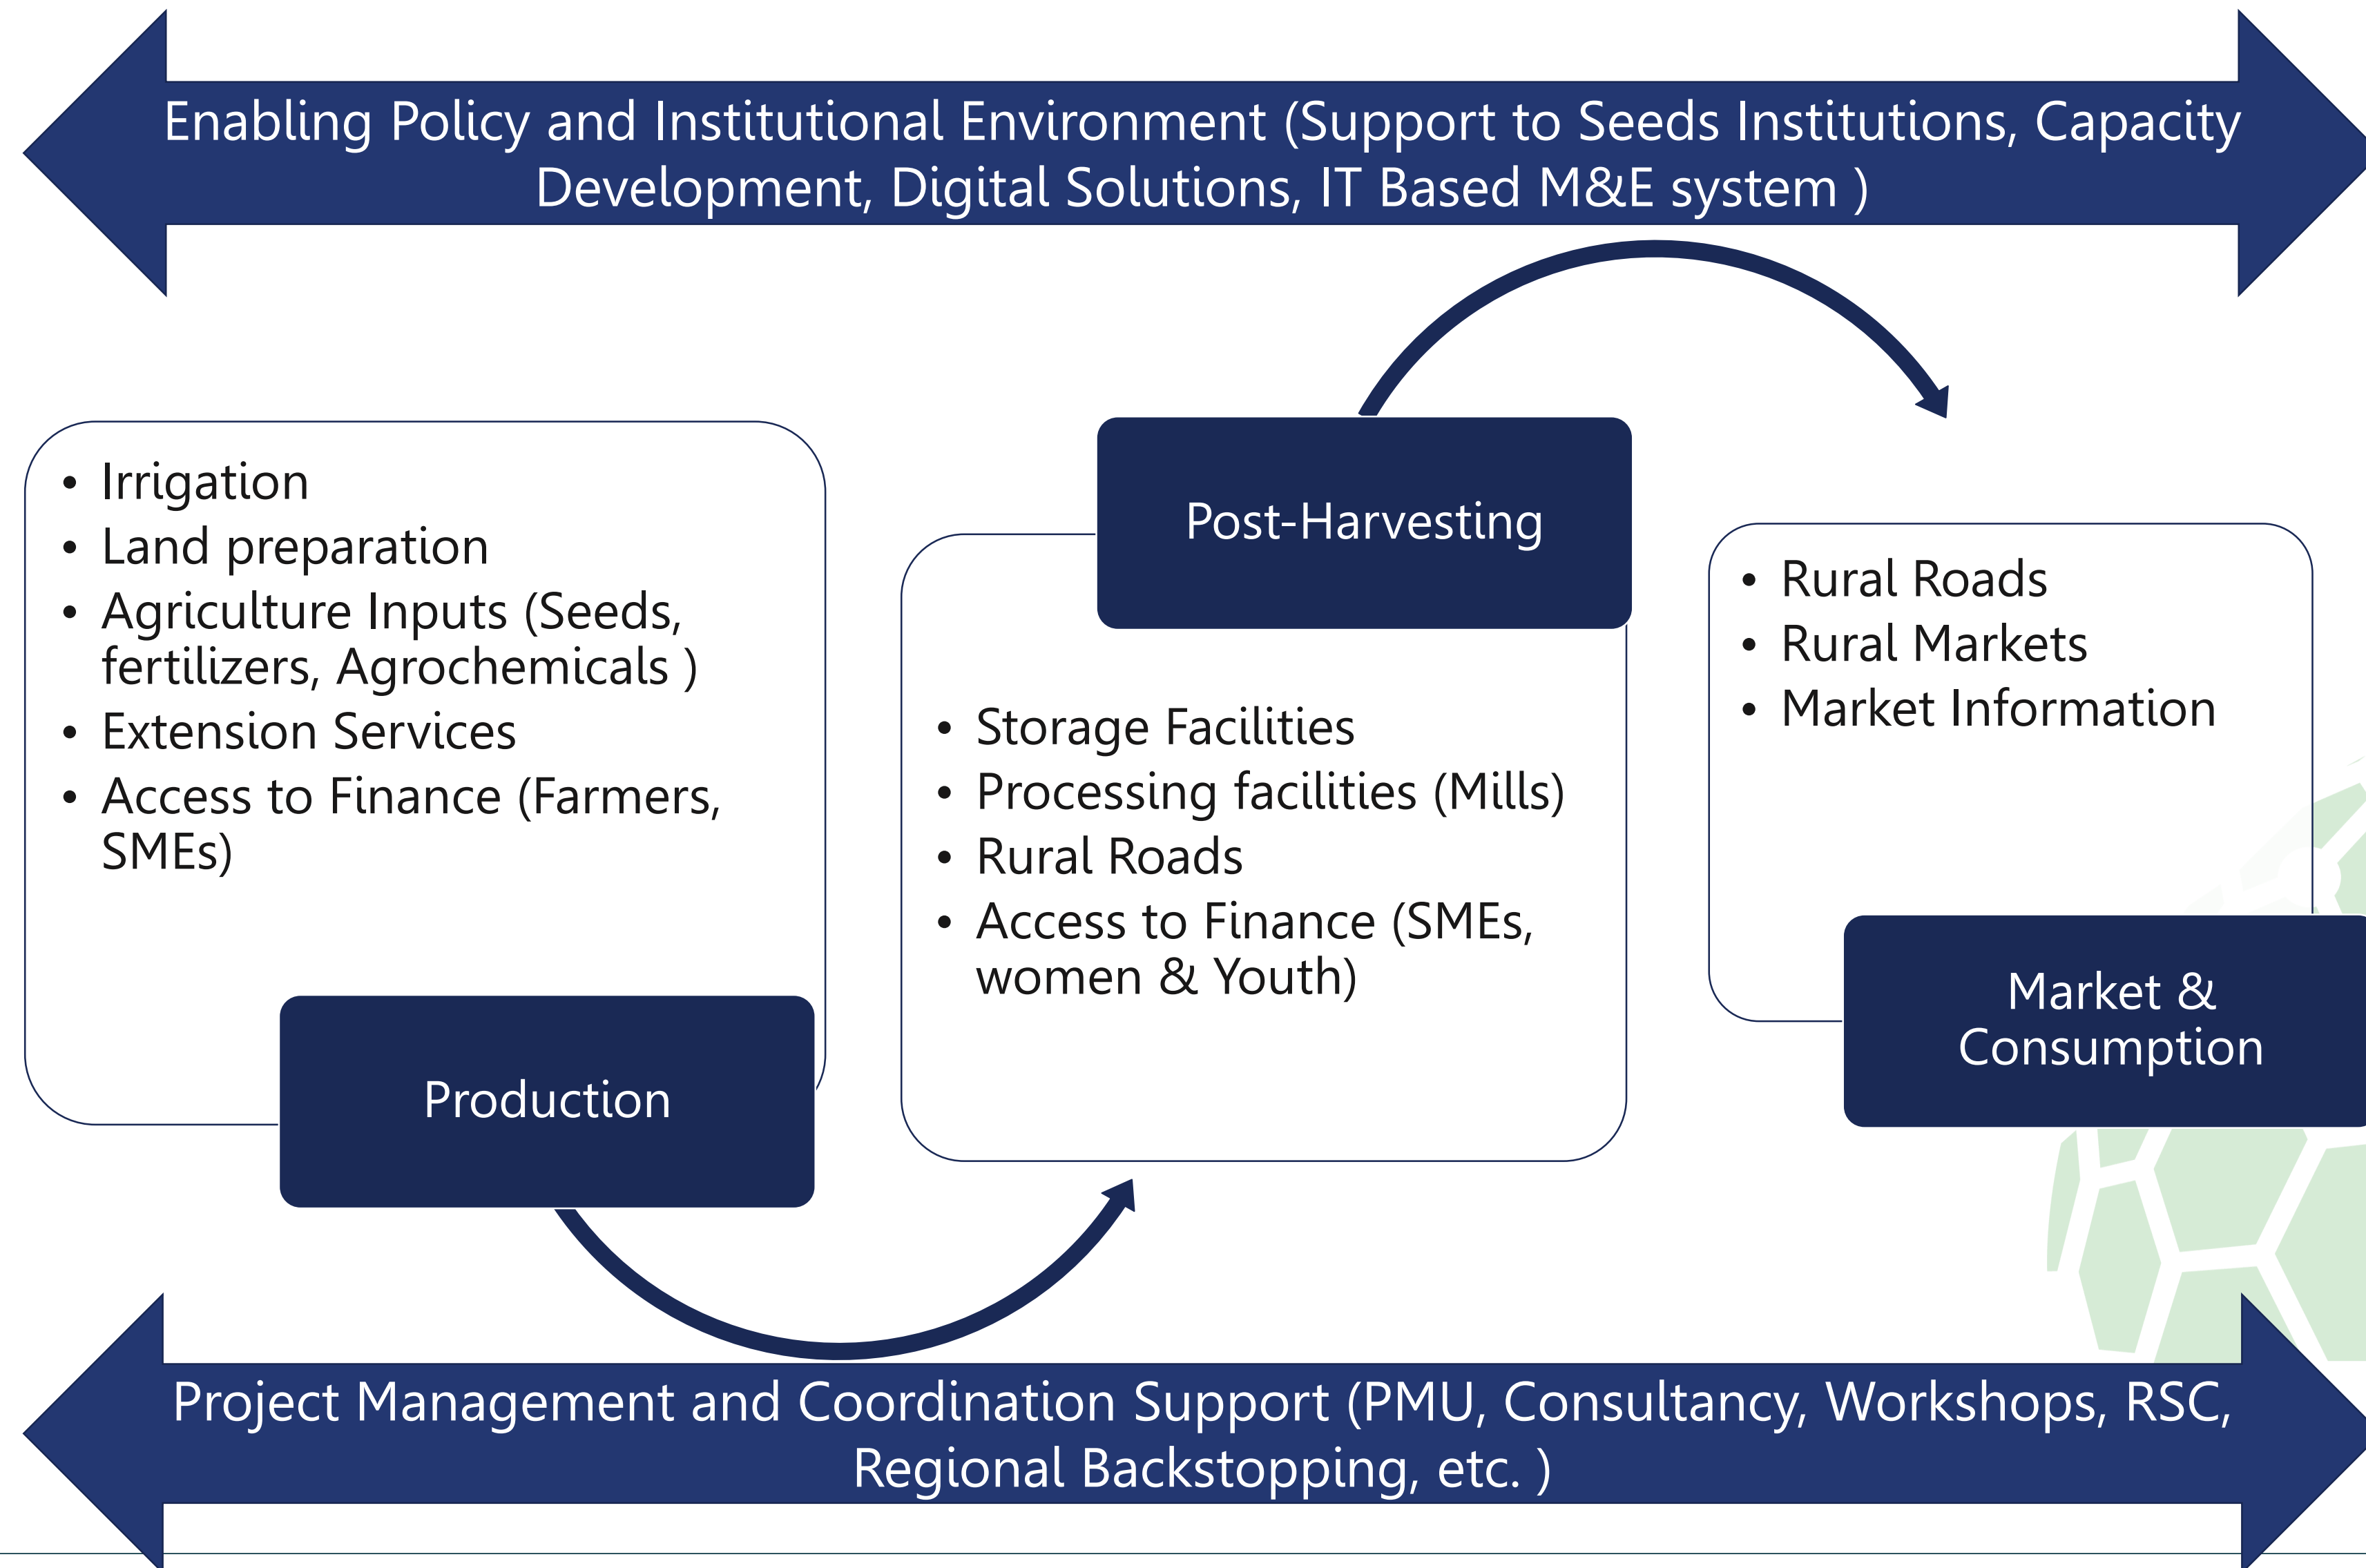 Enabling Policy and Institutional Environment (Support to Seeds Institutions, Capacity
Development, Digital Solutions, IT Based M&E system )
• Irrigation
• Land preparation
• Agriculture Inputs (Seeds,
fertilizers, Agrochemicals )
• Extension Services
• Access to Finance (Farmers,
SMEs)
Production
Post-Harvesting
• Storage Facilities
• Processing facilities (Mills)
• Rural Roads
• Access to Finance (SMEs,
women & Youth)
• Rural Roads
• Rural Markets
• Market Information
Market &
Consumption
Project Management and Coordination Support (PMU, Consultancy, Workshops, RSC,
Regional Backstopping, etc. )